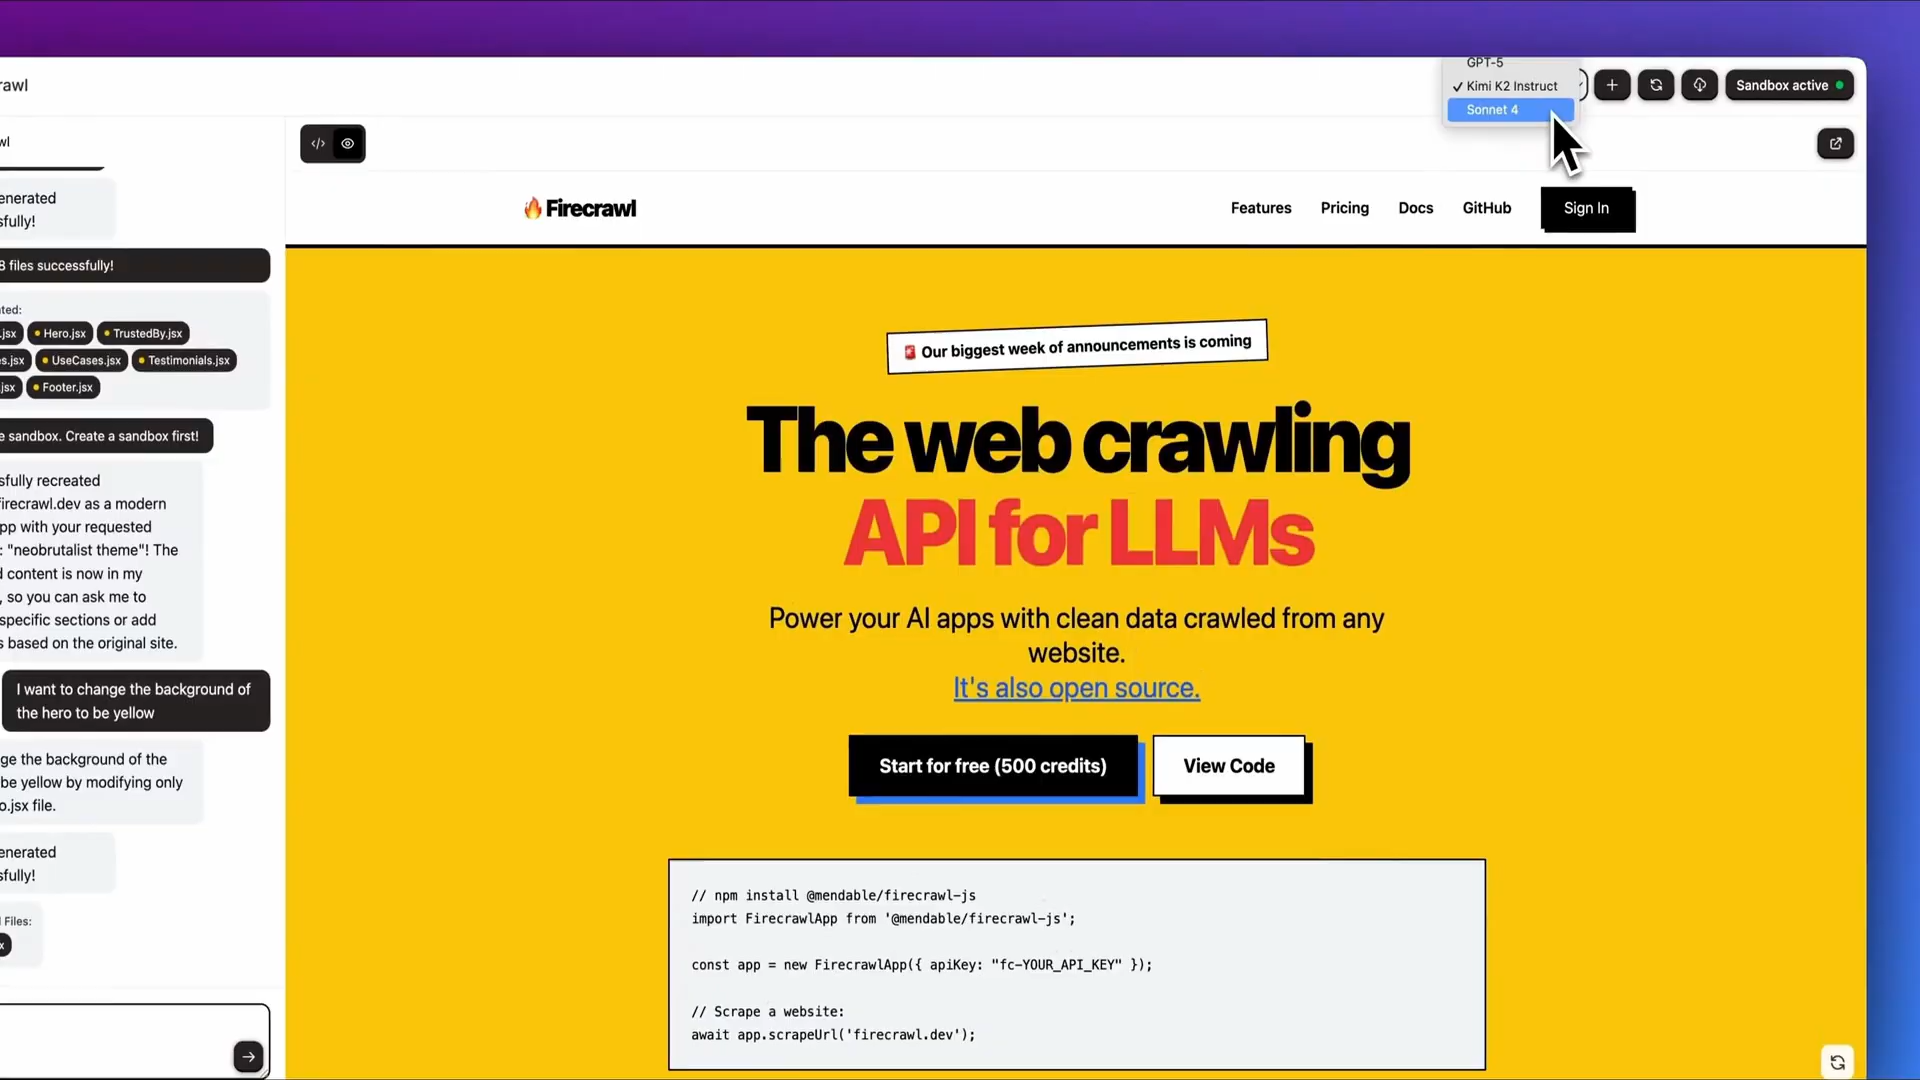 rawl
GPT-5
✓ Kimi K2 Instruct
Sonnet 4
Sandbox active
wl
enerated
sfully!
8 files successfully!
ted:
.jsx Hero.jsx TrustedBy.jsx
es.jsx UseCases.jsx Testimonials.jsx
.jsx Footer.jsx
e sandbox. Create a sandbox first!
sfully recreated
firecrawl.dev as a modern
pp with your requested
: "neobrutalist theme"! The
d content is now in my
, so you can ask me to
specific sections or add
s based on the original site.
I want to change the background of
the hero to be yellow
ge the background of the
be yellow by modifying only
o.jsx file.
enerated
sfully!
l Files:
x
</>
Firecrawl
Features Pricing Docs GitHub Sign In
Our biggest week of announcements is coming
The web crawling
API for LLMs
Power your AI apps with clean data crawled from any
website.
It's also open source.
Start for free (500 credits) View Code
// npm install @mendable/firecrawl-js
import FirecrawlApp from '@mendable/firecrawl-js';
const app = new FirecrawlApp({ apiKey: "fc-YOUR_API_KEY" });
// Scrape a website:
await app.scrapeUrl('firecrawl.dev');